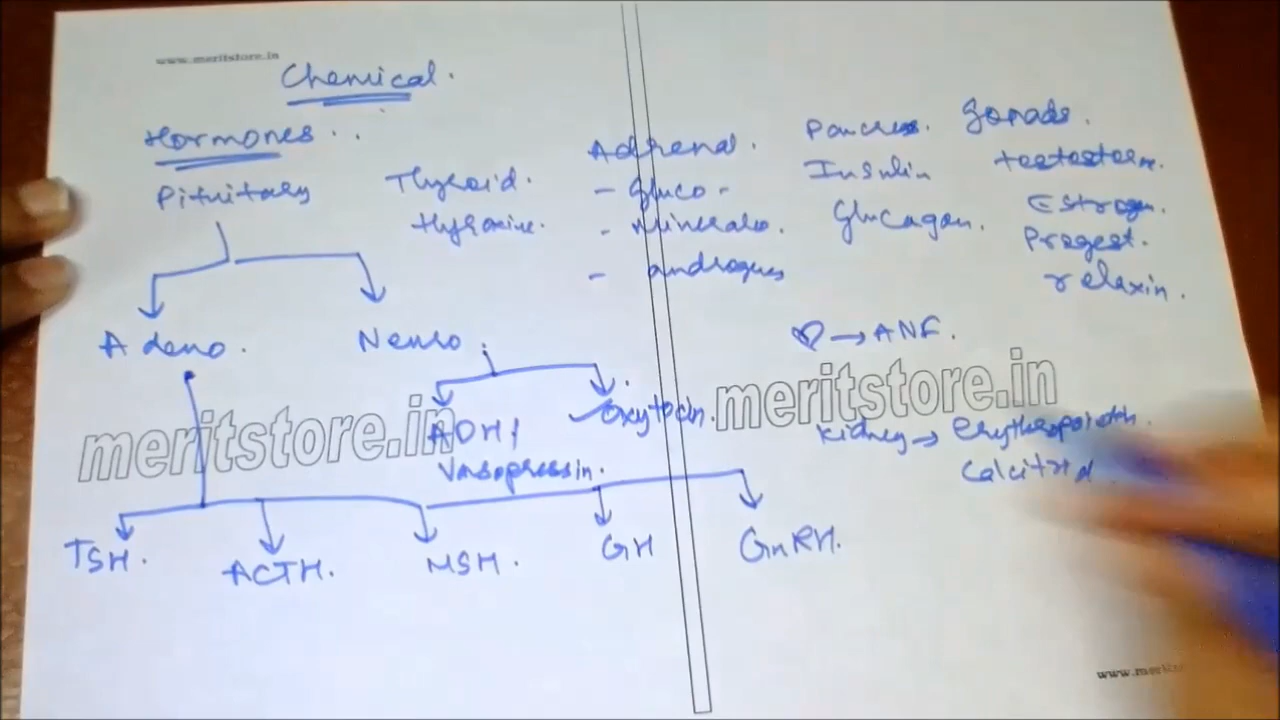 www.meritstore.in
Chemical.
Hormones..
Pituitary
Thyroid.
Thyroxine.
Adrenal.
- Gluco-
- Mineralo.
- androgens
Pancreas.
Insulin
Glucagon.
Gonads.
Testosterone.
Estrogen.
Progest.
relaxin.
Adeno.
Neuro.
♡ → ANF.
meritstore.in
meritstore.in
ADH /
Vasopressin.
Oxytocin.
Kidney → Erythropoietin.
Calcitriol
TSH.
ACTH.
MSH.
GH
GnRH.